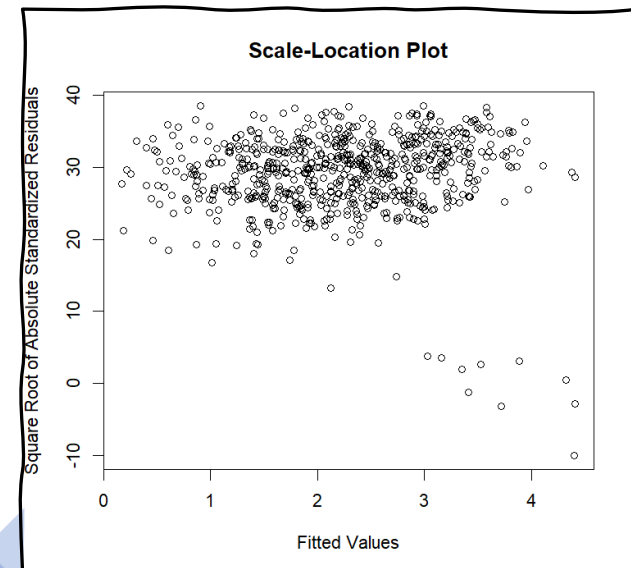 Scale-Location Plot
Square Root of Absolute Standardized Residuals
40
30
20
10
0
-10
0 1 2 3 4
Fitted Values